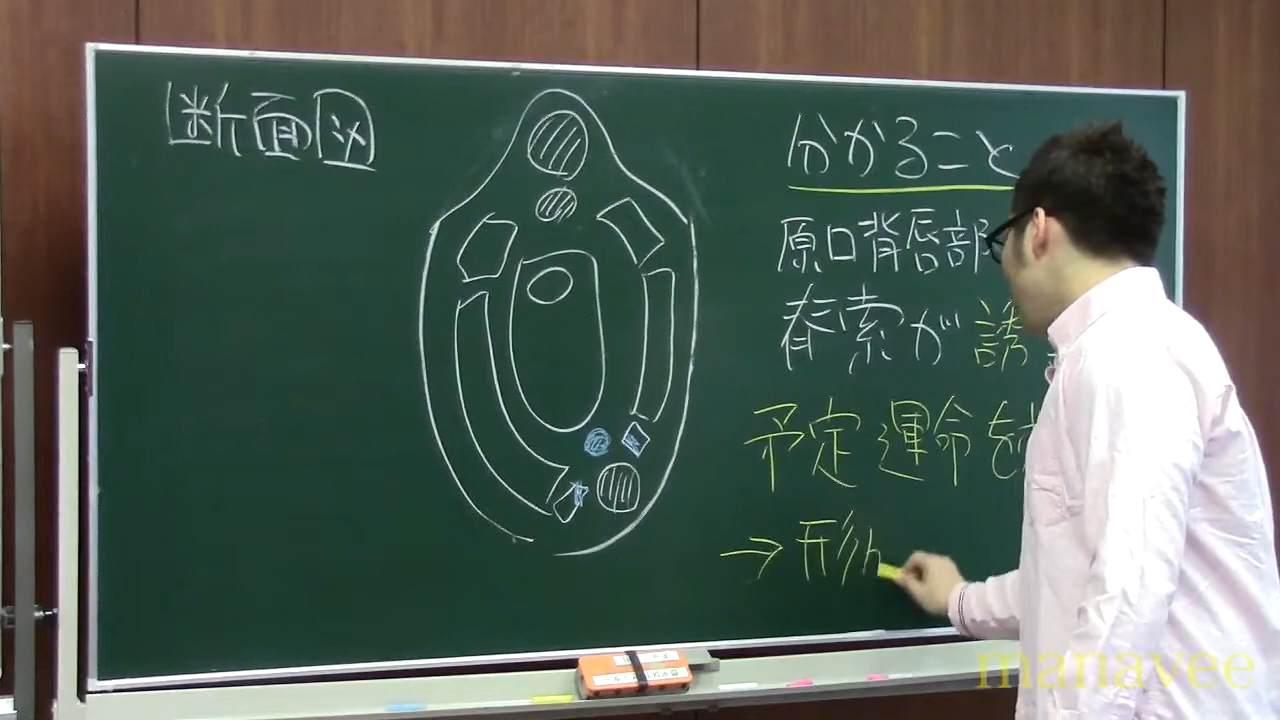 断面図
分かること
原口背唇部
脊索が誘
予定運命を
→形
manavee